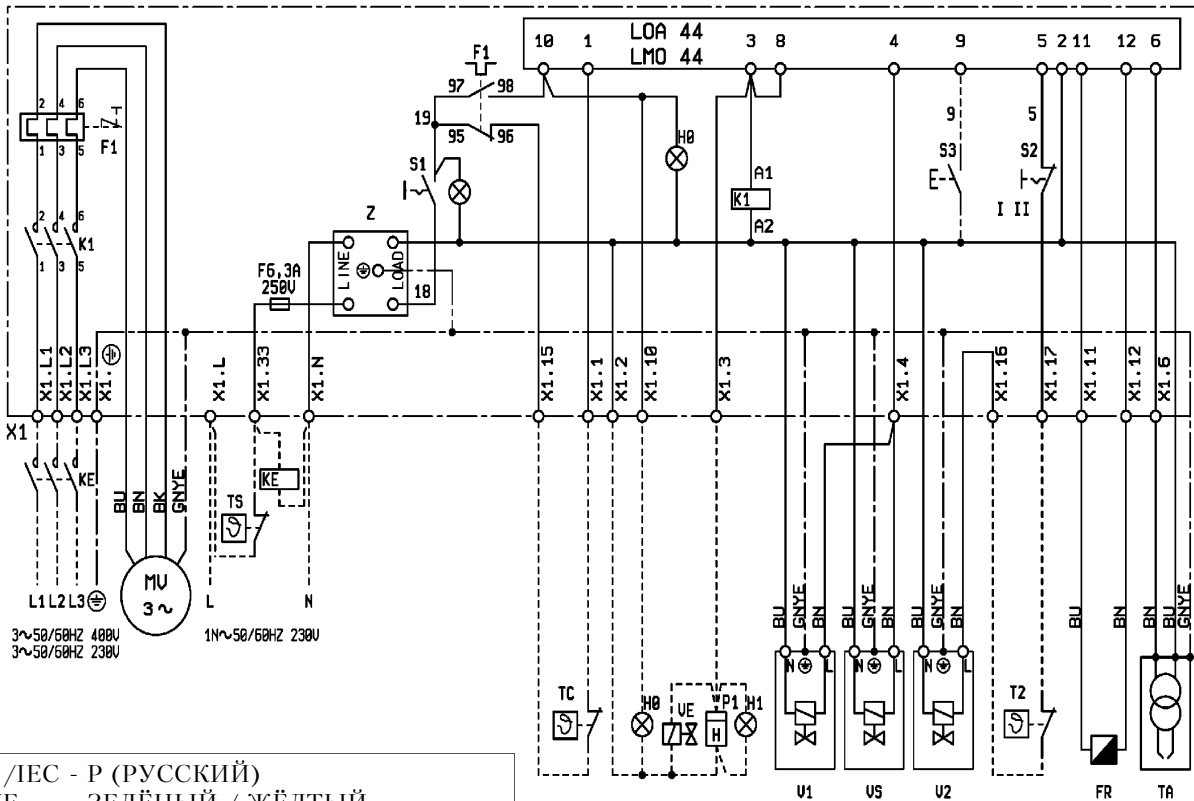 LOA 44
LMO 44
10 1 3 8 4 9 5 2 11 12 6
F1
97 98
19
95 96
S1
H0
A1
K1
A2
9
S3
5
S2
I II
2 4 6
F1
1 3 5
2 4 6
K1
1 3 5
Z
LINE
LOAD
18
F6,3A
250V
X1.L1
X1.L2
X1.L3
X1.
X1.L
X1.33
X1.N
X1.15
X1.1
X1.2
X1.10
X1.3
X1.4
X1.16
X1.17
X1.11
X1.12
X1.6
X1
KE
BU
BN
BK
GNYE
TS
KE
MV
3~
L1 L2 L3
L
N
3~50/60HZ 400V
3~50/60HZ 230V
1N~50/60HZ 230V
BU
GNYE
BN
BU
GNYE
BN
BU
GNYE
BN
BU
BN
BN
BU
GNYE
N L
N L
N L
TC
H0
VE
P1
H
H1
T2
V1
VS
V2
FR
TA
/IEC - P (РУССКИЙ)